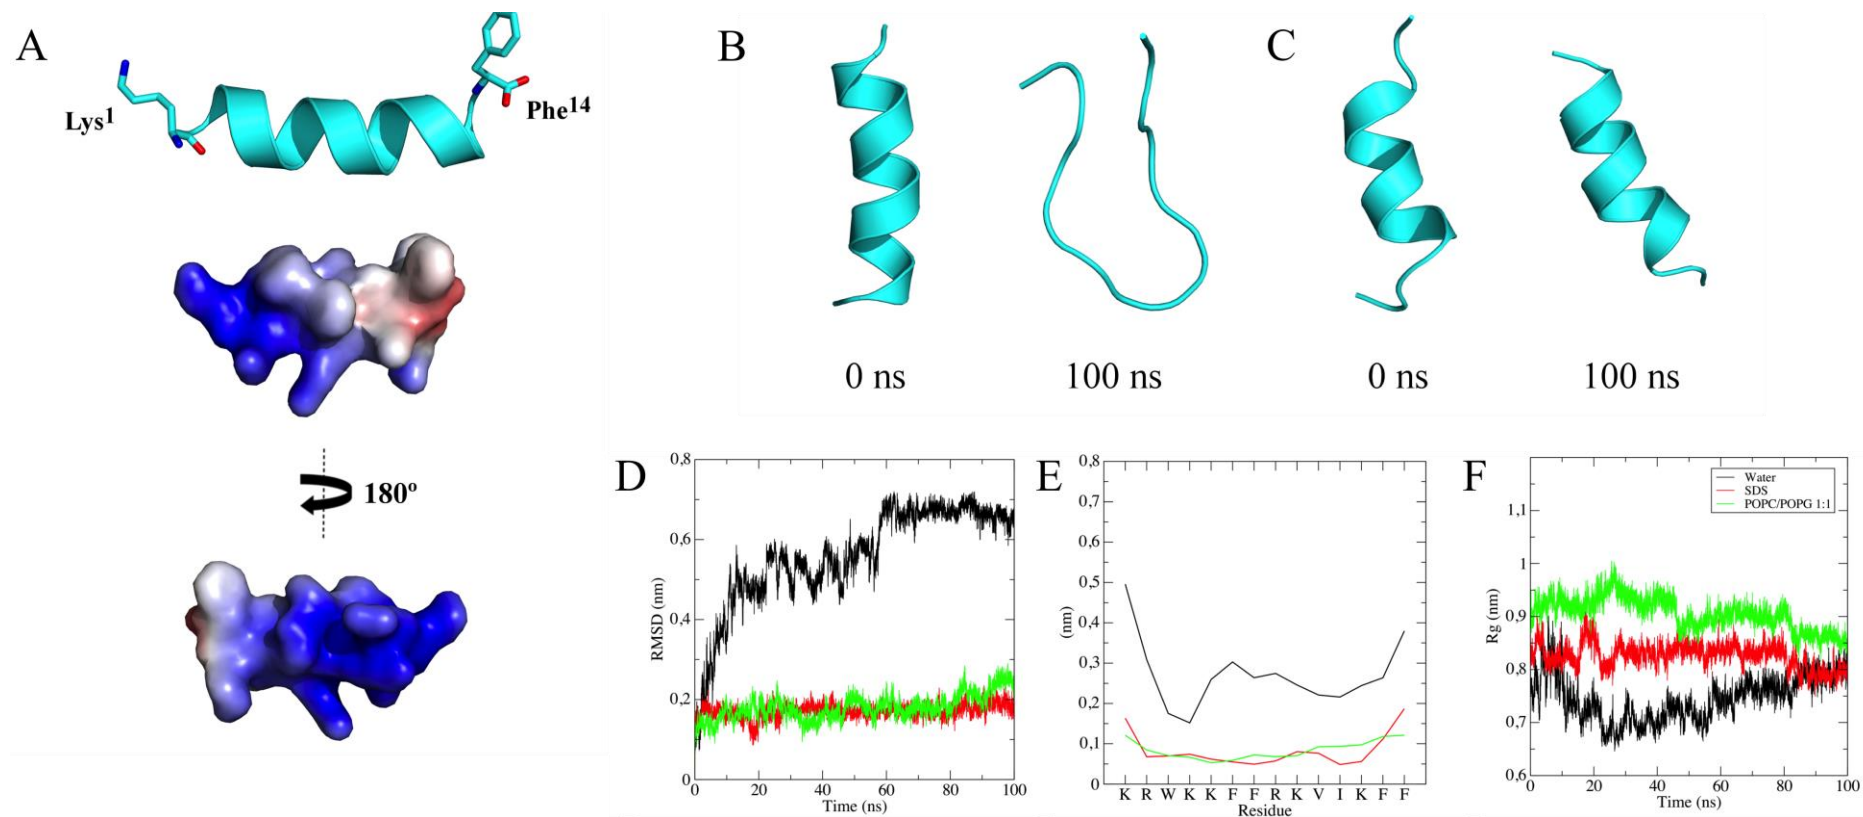 A
Lys1
Phe14
180º
B
0 ns
100 ns
C
0 ns
100 ns
D
0,8
0,6
0,4
0,2
0
RMSD (nm)
0
20
40
60
80
100
Time (ns)
E
0,8
0,7
0,6
0,5
0,4
0,3
0,2
0,1
0
(nm)
K R W K K F F R K V I K F F
Residue
F
Water
SDS
POPC/POPG 1:1
1,1
1
0,9
0,8
0,7
0,6
Rg (nm)
0
20
40
60
80
100
Time (ns)